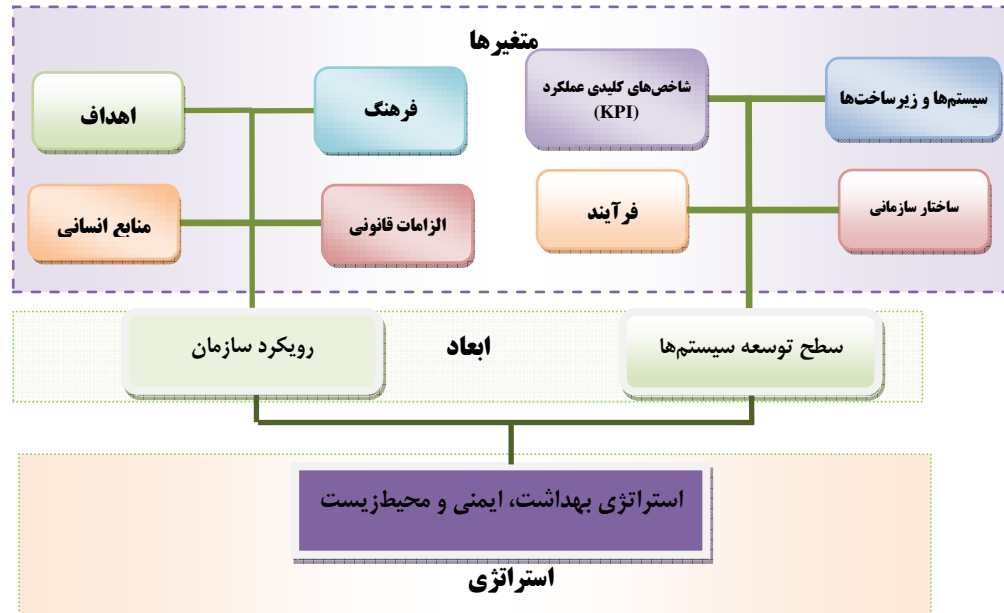 متغیرها
سیستم‌ها و زیرساخت‌ها
شاخص‌های کلیدی عملکرد
(KPI)
فرهنگ
اهداف
ساختار سازمانی
فرآیند
الزامات قانونی
منابع انسانی
سطح توسعه سیستم‌ها
ابعاد
رویکرد سازمان
استراتژی بهداشت، ایمنی و محیط‌زیست
استراتژی